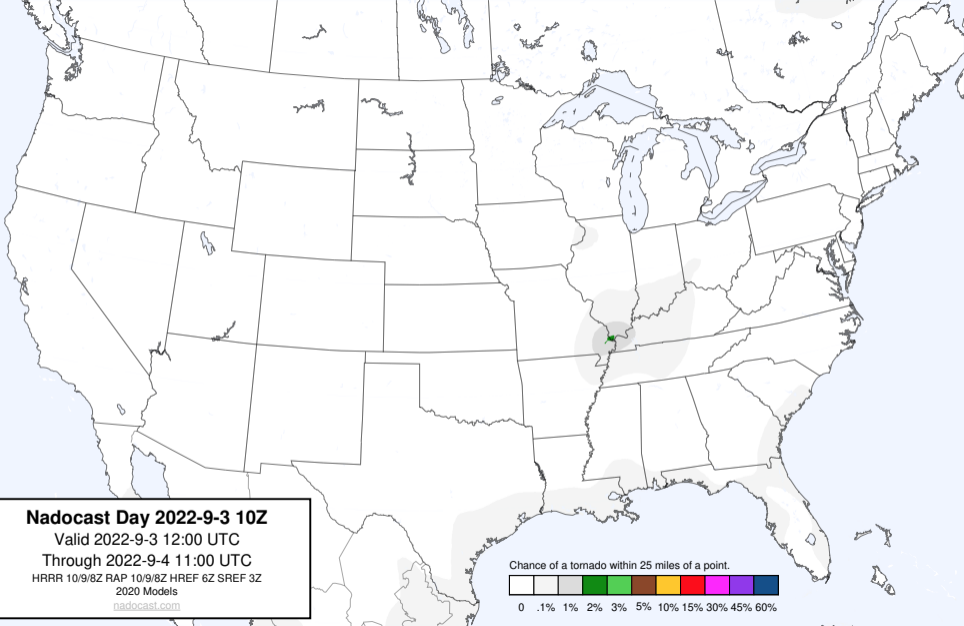 Nadocast Day 2022-9-3 10Z
Valid 2022-9-3 12:00 UTC
Through 2022-9-4 11:00 UTC
HRRR 10/9/8Z RAP 10/9/8Z HREF 6Z SREF 3Z
2020 Models
nadocast.com
Chance of a tornado within 25 miles of a point.
0 .1% 1% 2% 3% 5% 10% 15% 30% 45% 60%